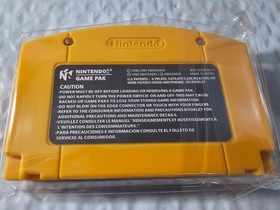 Nintendo
NINTENDO 64
GAME PAK
CAUTION
•POWER MUST BE OFF BEFORE LOADING OR REMOVING A GAME PAK.
•DO NOT RAPIDLY TURN THE POWER SWITCH ON AND OFF-THIS MAY CAUSE
BACKED-UP GAME PAKS TO LOSE YOUR STORED GAME INFORMATION.
•DO NOT BLOW ON THE EDGE CONNECTOR OR TOUCH WITH YOUR FINGERS.
•REFER TO THE CONSUMER INFORMATION AND PRECAUTIONS BOOKLET FOR
ADDITIONAL PRECAUTIONS AND MAINTENANCE DETAILS.
•VEUILLEZ CONSULTER LE MANUEL "RENSEIGNEMENTS ET AVERTISSEMENTS A
L'INTENTION DES CONSOMMATEURS".
•PARA PRECAUCIONES E INFORMACION CONSULTE EL FOLLETO DE
SERVICIO AL CONSUMIDOR.